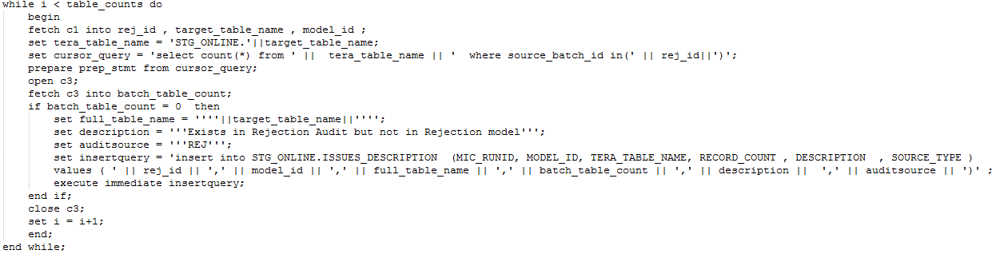 while i < table_counts do
begin
fetch c1 into rej_id , target_table_name , model_id ;
set tera_table_name = 'STG_ONLINE.'||target_table_name;
set cursor_query = 'select count(*) from ' ||  tera_table_name || '  where source_batch_id in(' || rej_id||')';
prepare prep_stmt from cursor_query;
open c3;
fetch c3 into batch_table_count;
if batch_table_count = 0  then
set full_table_name = ''''||target_table_name||'''';
set description = '''Exists in Rejection Audit but not in Rejection model''';
set auditsource = '''REJ''';
set insertquery = 'insert into STG_ONLINE.ISSUES_DESCRIPTION  (MIC_RUNID, MODEL_ID, TERA_TABLE_NAME, RECORD_COUNT , DESCRIPTION  , SOURCE_TYPE )
values ( ' || rej_id || ',' || model_id || ',' || full_table_name || ',' || batch_table_count || ',' || description ||  ',' || auditsource || ')' ;
execute immediate insertquery;
end if;
close c3;
set i = i+1;
end;
end while;